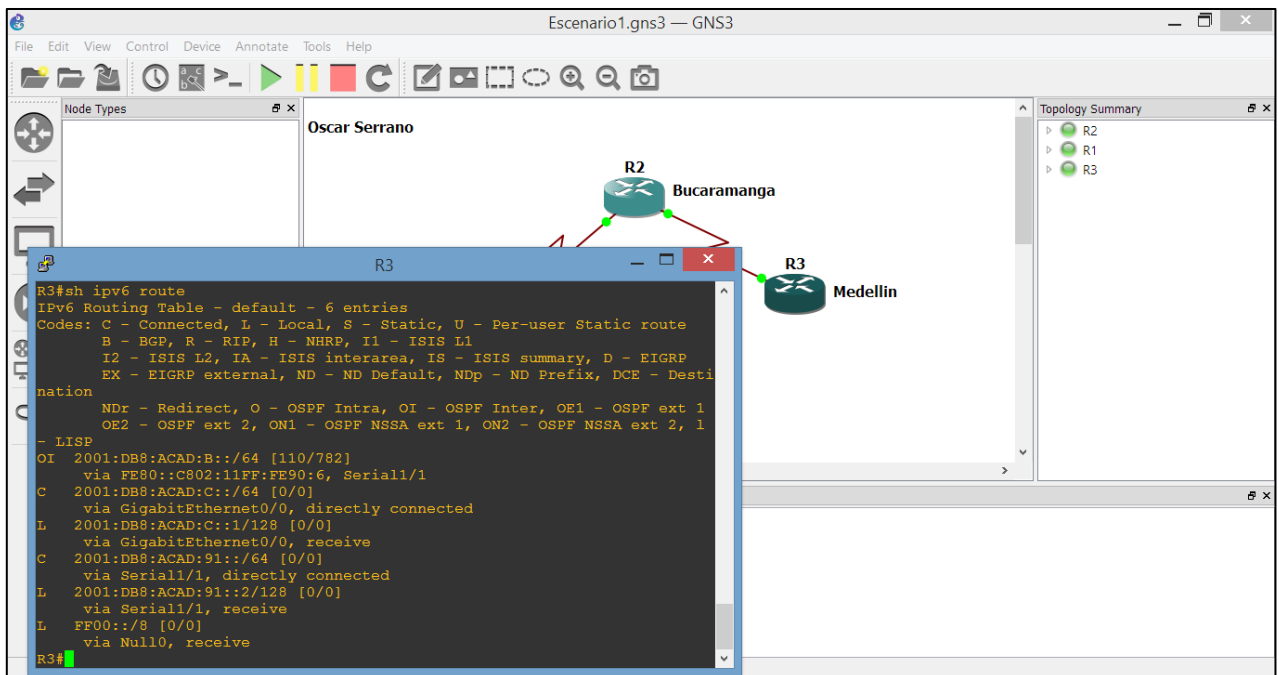 Escenario1.gns3 — GNS3
File Edit View Control Device Annotate Tools Help
Node Types
Oscar Serrano
R2
Bucaramanga
R3
Medellin
Topology Summary
R2
R1
R3
R3
R3#sh ipv6 route
IPv6 Routing Table - default - 6 entries
Codes: C - Connected, L - Local, S - Static, U - Per-user Static route
B - BGP, R - RIP, H - NHRP, I1 - ISIS L1
I2 - ISIS L2, IA - ISIS interarea, IS - ISIS summary, D - EIGRP
EX - EIGRP external, ND - ND Default, NDp - ND Prefix, DCE - Desti
nation
NDr - Redirect, O - OSPF Intra, OI - OSPF Inter, OE1 - OSPF ext 1
OE2 - OSPF ext 2, ON1 - OSPF NSSA ext 1, ON2 - OSPF NSSA ext 2, l
- LISP
OI 2001:DB8:ACAD:B::/64 [110/782]
via FE80::C802:11FF:FE90:6, Serial1/1
C 2001:DB8:ACAD:C::/64 [0/0]
via GigabitEthernet0/0, directly connected
L 2001:DB8:ACAD:C::1/128 [0/0]
via GigabitEthernet0/0, receive
C 2001:DB8:ACAD:91::/64 [0/0]
via Serial1/1, directly connected
L 2001:DB8:ACAD:91::2/128 [0/0]
via Serial1/1, receive
L FF00::/8 [0/0]
via Null0, receive
R3#